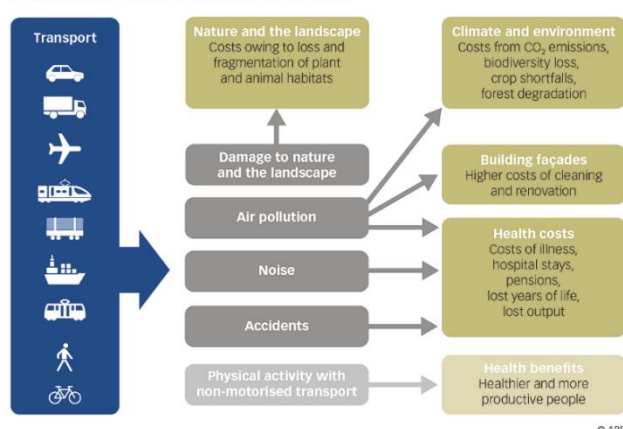 Transport
Nature and the landscape
Costs owing to loss and
fragmentation of plant
and animal habitats
Climate and environment
Costs from CO₂ emissions,
biodiversity loss,
crop shortfalls,
forest degradation
Damage to nature
and the landscape
Building façades
Higher costs of cleaning
and renovation
Air pollution
Health costs
Costs of illness,
hospital stays,
pensions,
lost years of life,
lost output
Noise
Accidents
Physical activity with
non-motorised transport
Health benefits
Healthier and more
productive people